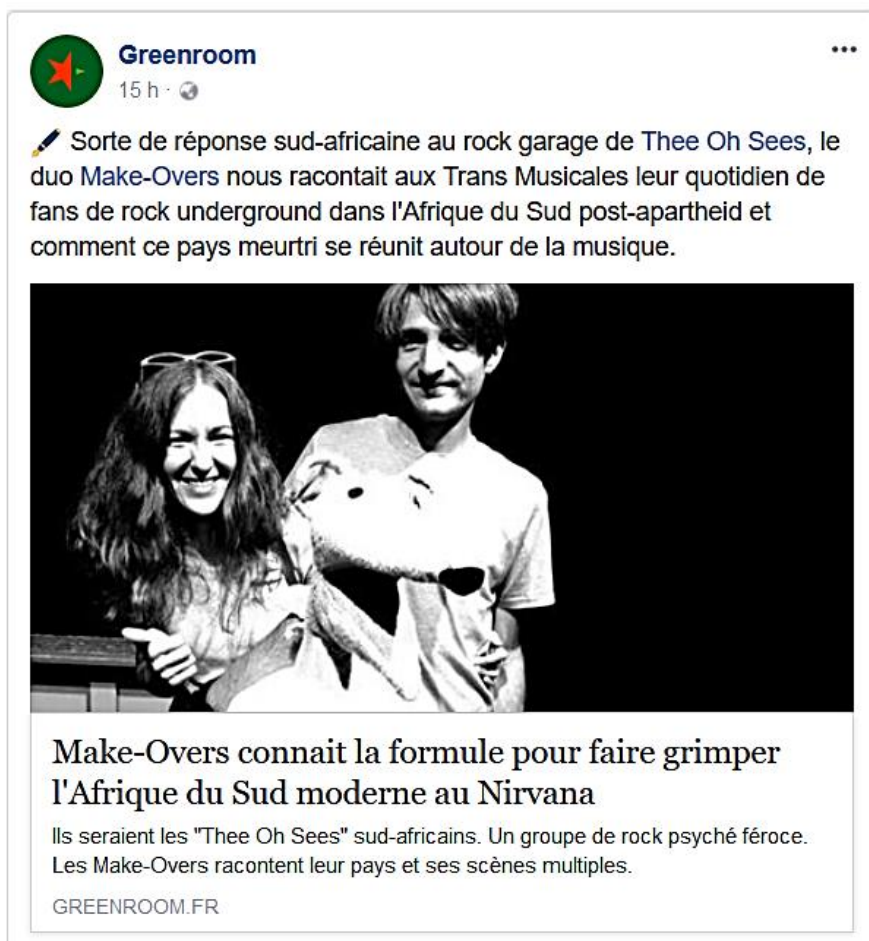 Greenroom
15 h ·
Sorte de réponse sud-africaine au rock garage de Thee Oh Sees, le
duo Make-Overs nous racontait aux Trans Musicales leur quotidien de
fans de rock underground dans l'Afrique du Sud post-apartheid et
comment ce pays meurtri se réunit autour de la musique.
Make-Overs connait la formule pour faire grimper
l'Afrique du Sud moderne au Nirvana
Ils seraient les "Thee Oh Sees" sud-africains. Un groupe de rock psyché féroce.
Les Make-Overs racontent leur pays et ses scènes multiples.
GREENROOM.FR